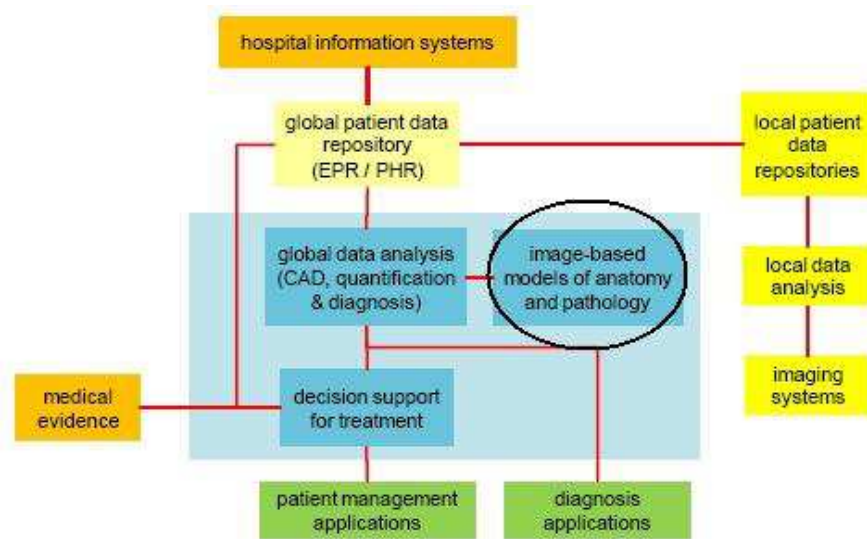 hospital information systems
global patient data
repository
(EPR / PHR)
local patient
data
repositories
global data analysis
(CAD, quantification
& diagnosis)
image-based
models of anatomy
and pathology
local data
analysis
medical
evidence
decision support
for treatment
imaging
systems
patient management
applications
diagnosis
applications